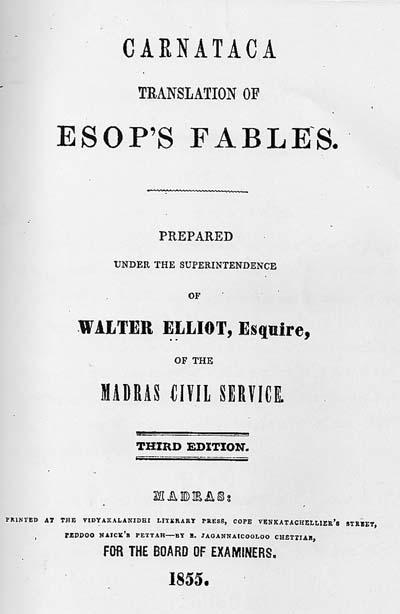 CARNATACA
TRANSLATION OF
ESOP'S FABLES.
PREPARED
UNDER THE SUPERINTENDENCE
OF
WALTER ELLIOT, Esquire,
OF THE
MADRAS CIVIL SERVICE.
THIRD EDITION.
MADRAS:
PRINTED AT THE VIDYAKALANIDHI LITERARY PRESS, COPE VENKATACHELLIER'S STREET,
PEDDOO NAICK'S PETTAH—BY R. JAGANNAICOOLOO CHETTIAR,
FOR THE BOARD OF EXAMINERS.
1855.